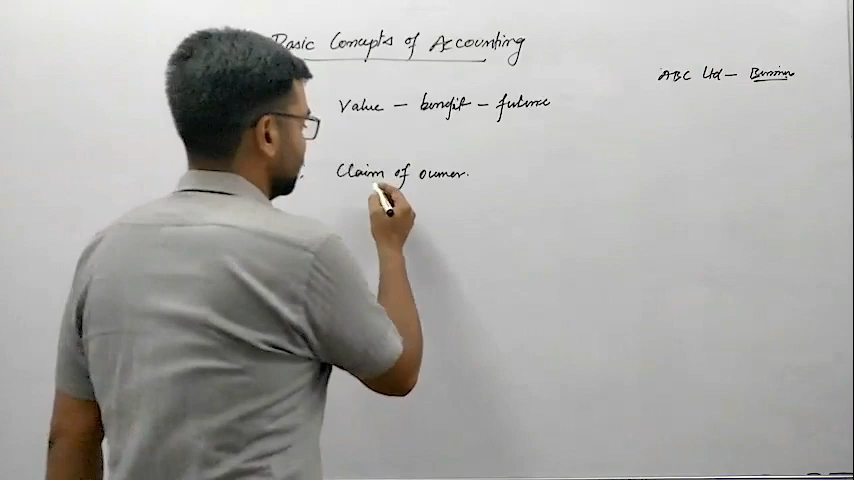 Basic Concepts of Accounting
ABC Ltd – Business
Value – benefit – future
Claim of owner.